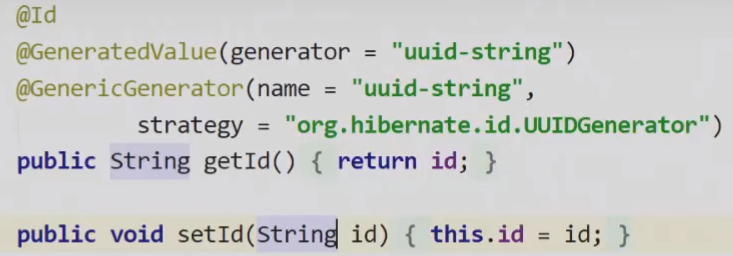 @Id
@GeneratedValue(generator = "uuid-string")
@GenericGenerator(name = "uuid-string",
strategy = "org.hibernate.id.UUIDGenerator")
public String getId() { return id; }
public void setId(String id) { this.id = id; }